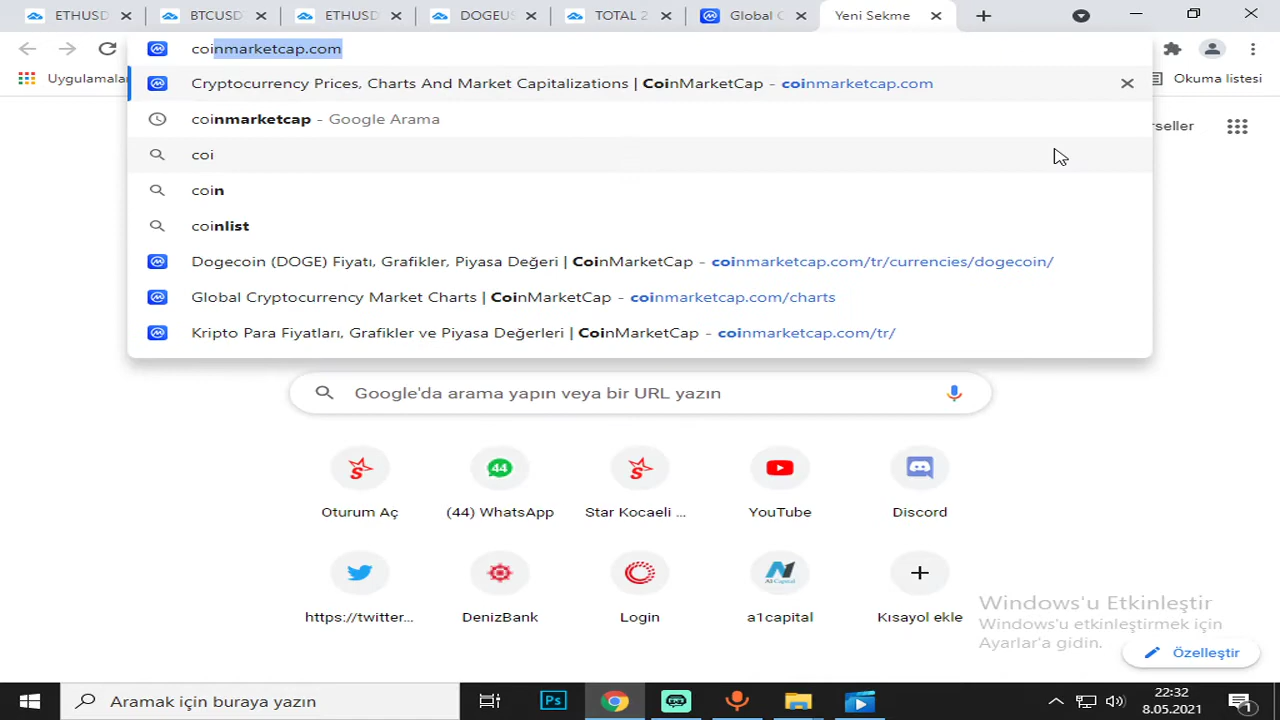 ETHUSD
BTCUSD
ETHUSD
DOGEUS
TOTAL 2
Global C
Yeni Sekme
coinmarketcap.com
Uygulamalar
Okuma listesi
Cryptocurrency Prices, Charts And Market Capitalizations | CoinMarketCap - coinmarketcap.com
coinmarketcap - Google Arama
rseller
coi
coin
coinlist
Dogecoin (DOGE) Fiyatı, Grafikler, Piyasa Değeri | CoinMarketCap - coinmarketcap.com/tr/currencies/dogecoin/
Global Cryptocurrency Market Charts | CoinMarketCap - coinmarketcap.com/charts
Kripto Para Fiyatları, Grafikler ve Piyasa Değerleri | CoinMarketCap - coinmarketcap.com/tr/
Google'da arama yapın veya bir URL yazın
S
44
S
Oturum Aç
(44) WhatsApp
Star Kocaeli ...
YouTube
Discord
A1 Capital
https://twitter...
DenizBank
Login
a1capital
Kısayol ekle
Windows'u Etkinleştir
Windows'u etkinleştirmek için
Ayarlar'a gidin.
Özelleştir
Aramak için buraya yazın
Ps
22:32
8.05.2021
1